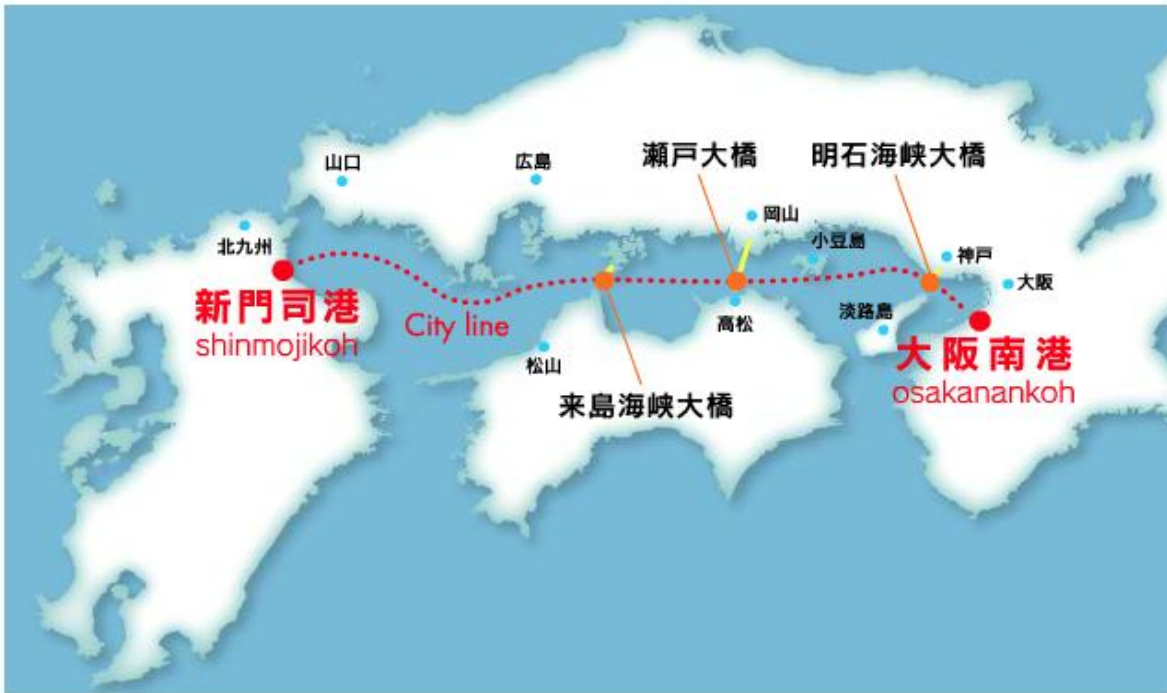 山口
広島
瀬戸大橋
明石海峡大橋
岡山
北九州
小豆島
神戸
大阪
新門司港
shinmojikoh
City line
高松
淡路島
松山
大阪南港
osakanankoh
来島海峡大橋